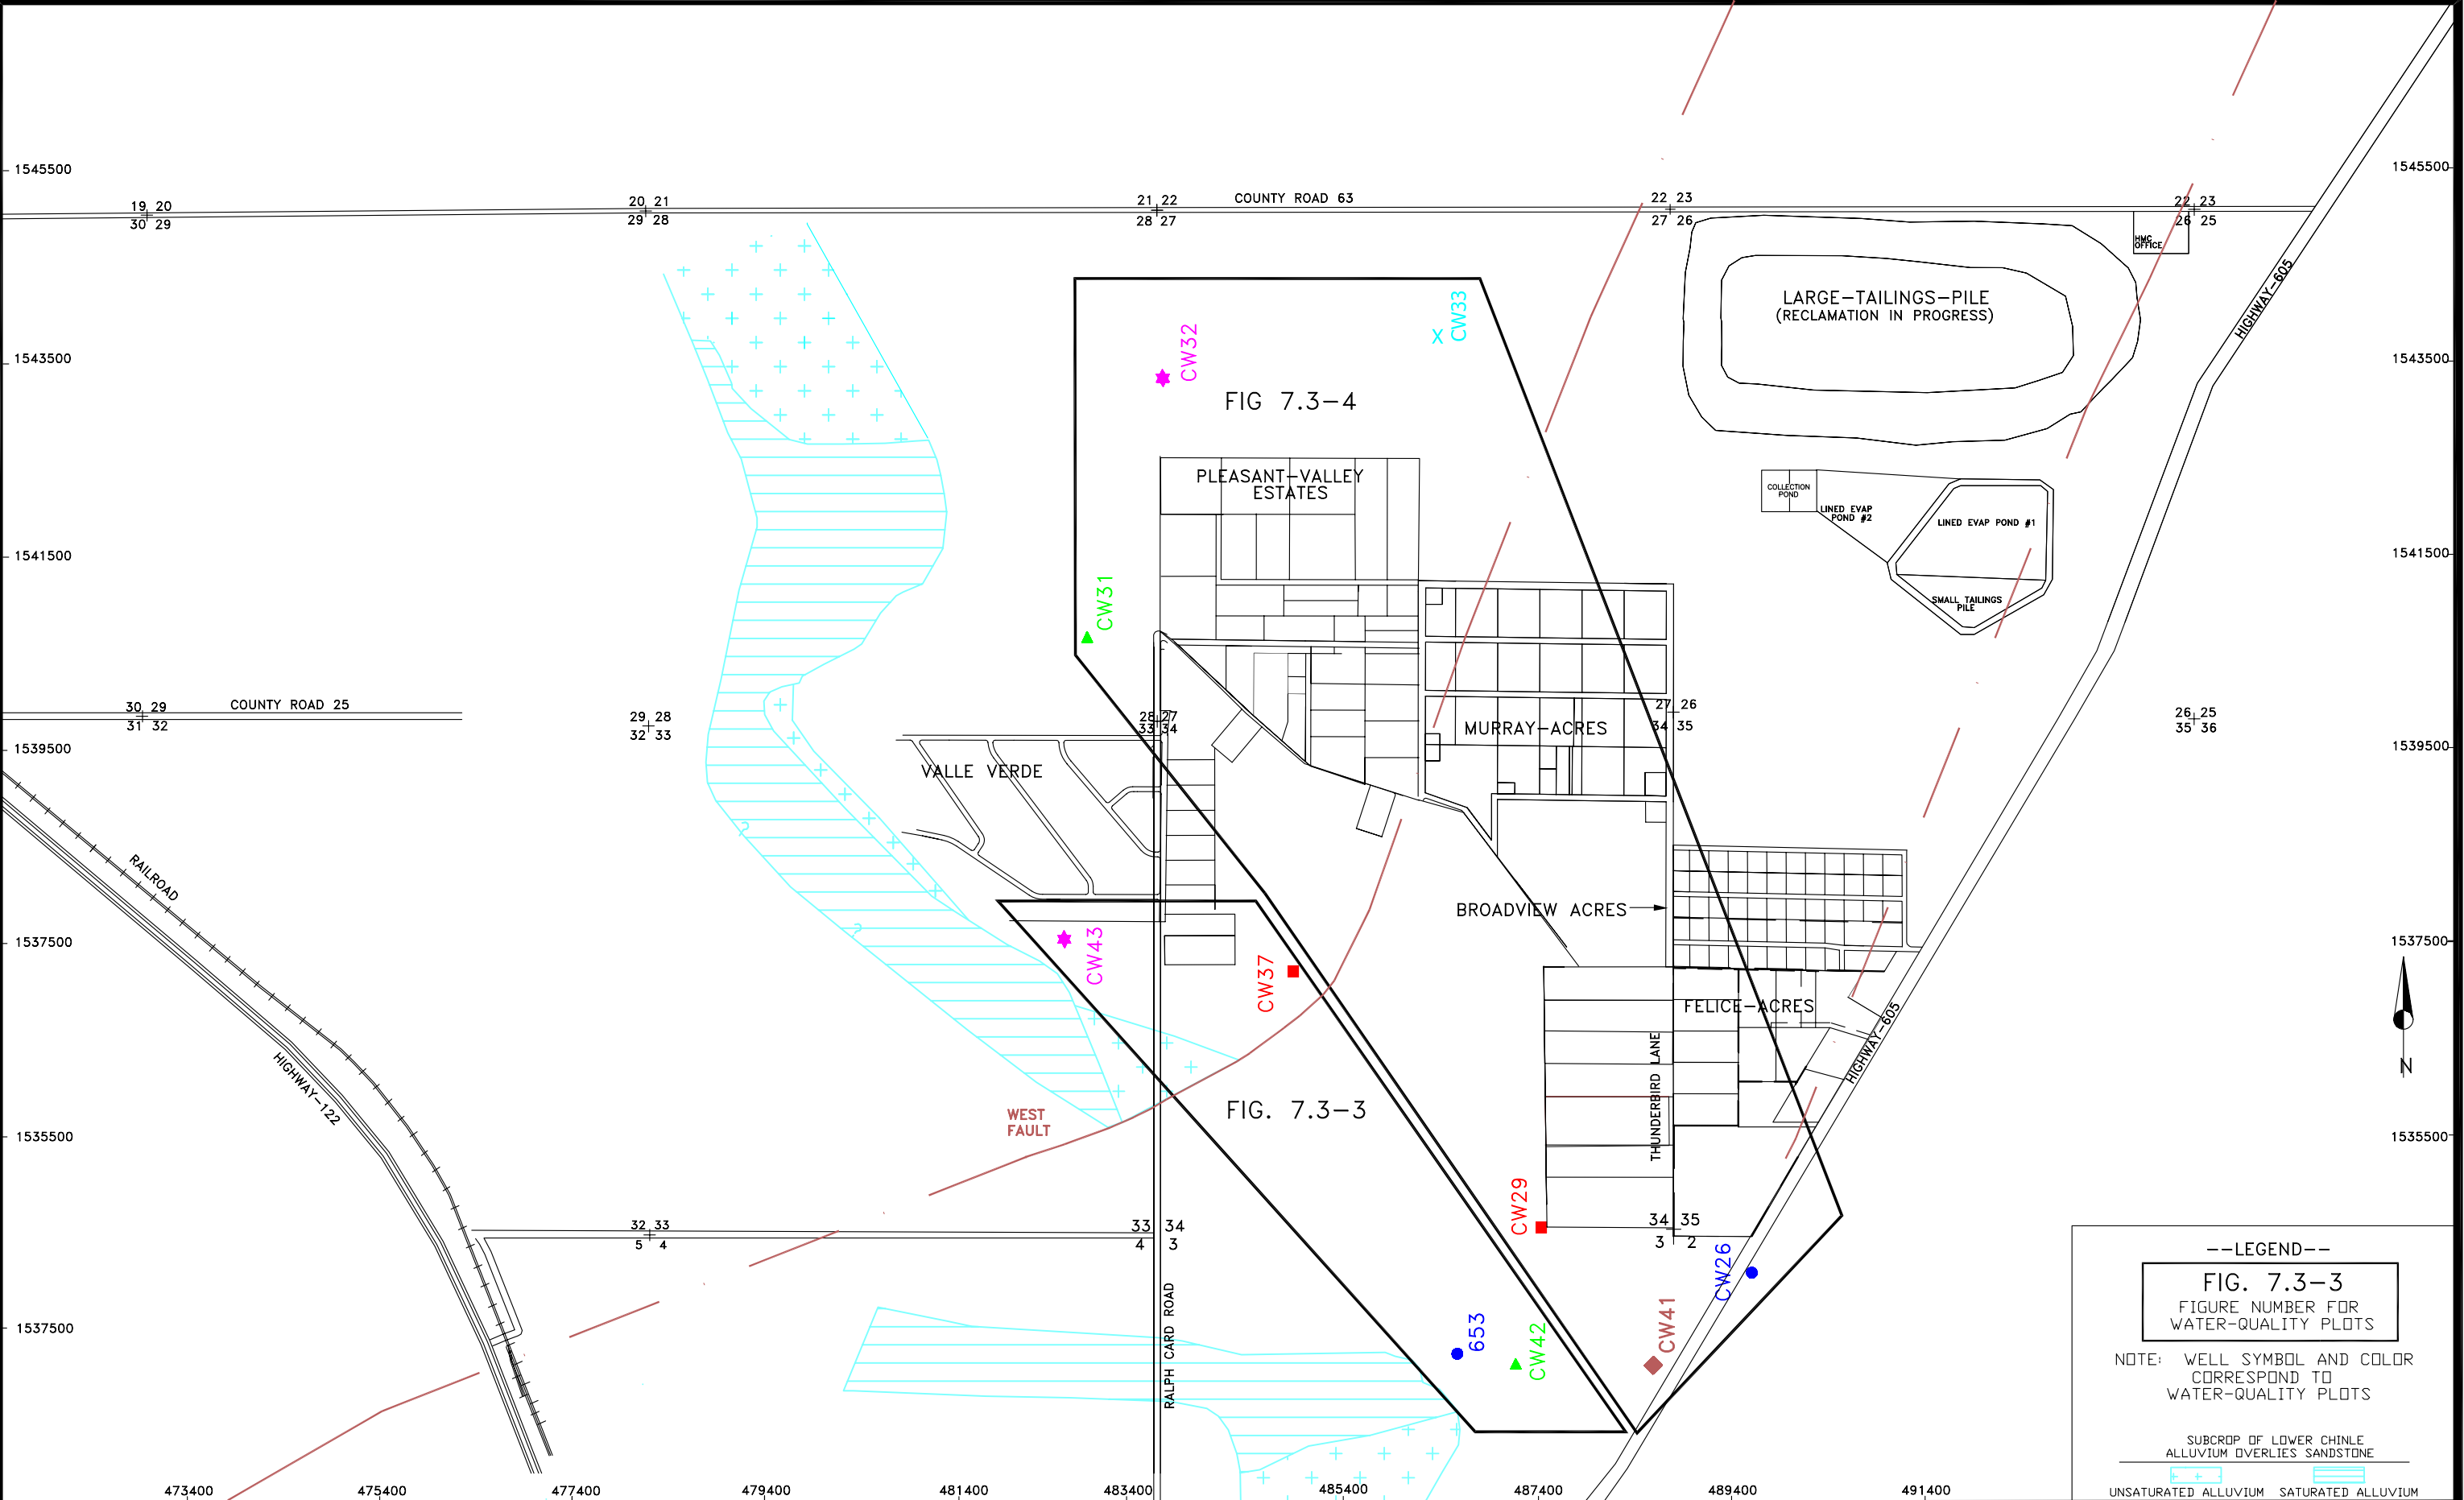 1545500
1545500
19 20
30 29
20 21
29 28
21 22
28 27
COUNTY ROAD 63
22 23
27 26
22 23
26 25
HMC
OFFICE
HIGHWAY-605
LARGE-TAILINGS-PILE
(RECLAMATION IN PROGRESS)
CW33
X
CW32
1543500
1543500
FIG 7.3-4
PLEASANT-VALLEY
ESTATES
COLLECTION
POND
LINED EVAP
POND #2
LINED EVAP POND #1
SMALL TAILINGS
PILE
1541500
1541500
CW31
30 29
31 32
COUNTY ROAD 25
29 28
32 33
28 27
33 34
27 26
34 35
26 25
35 36
MURRAY-ACRES
1539500
1539500
VALLE VERDE
?
RAILROAD
BROADVIEW ACRES
?
1537500
1537500
CW43
CW37
FELICE-ACRES
THUNDERBIRD LANE
HIGHWAY-605
HIGHWAY-122
N
WEST
FAULT
FIG. 7.3-3
1535500
1535500
CW29
32 33
5 4
33 34
4 3
34 35
3 2
CW26
RALPH CARD ROAD
653
CW42
CW41
1537500
--LEGEND--
FIG. 7.3-3
FIGURE NUMBER FOR
WATER-QUALITY PLOTS
NOTE: WELL SYMBOL AND COLOR
CORRESPOND TO
WATER-QUALITY PLOTS
SUBCROP OF LOWER CHINLE
ALLUVIUM OVERLIES SANDSTONE
UNSATURATED ALLUVIUM SATURATED ALLUVIUM
473400
475400
477400
479400
481400
483400
485400
487400
489400
491400